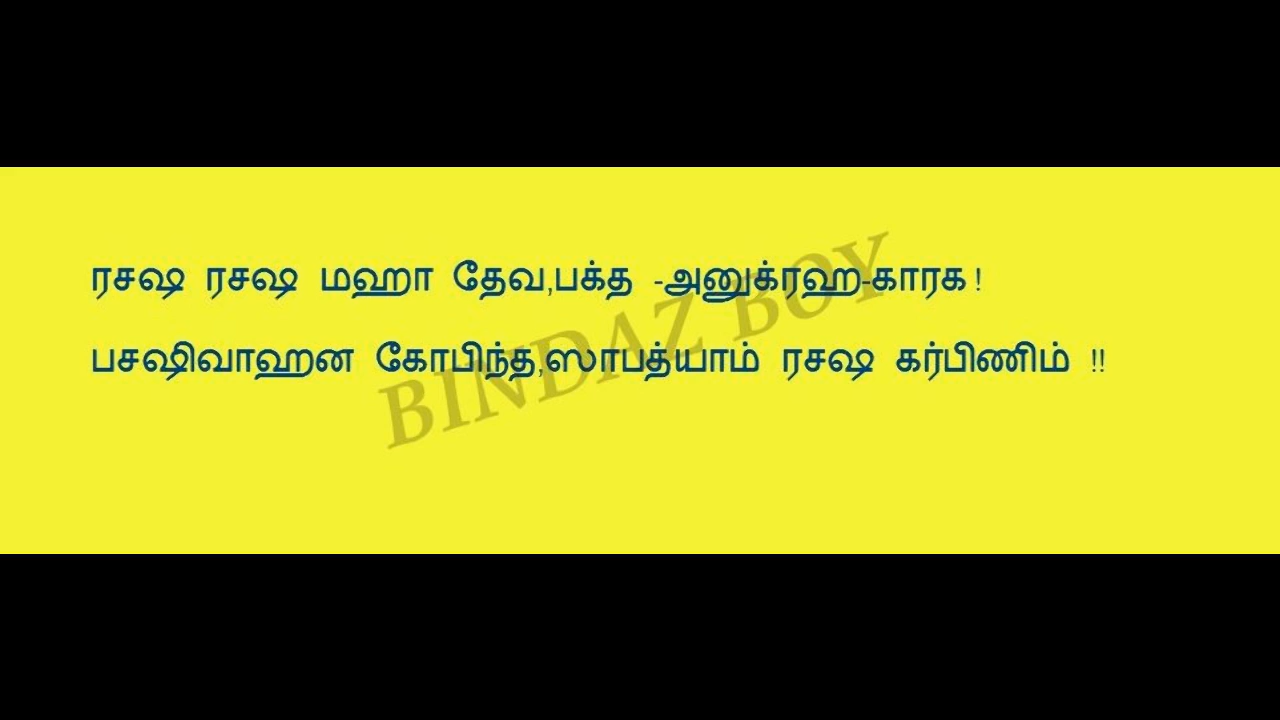 ரசஷ ரசஷ மஹா தேவ,பக்த -அனுக்ரஹ-காரக !
பசஷிவாஹன கோபிந்த,ஸாபத்யாம் ரசஷ கர்பிணிம் !!
BINDAZ BOY